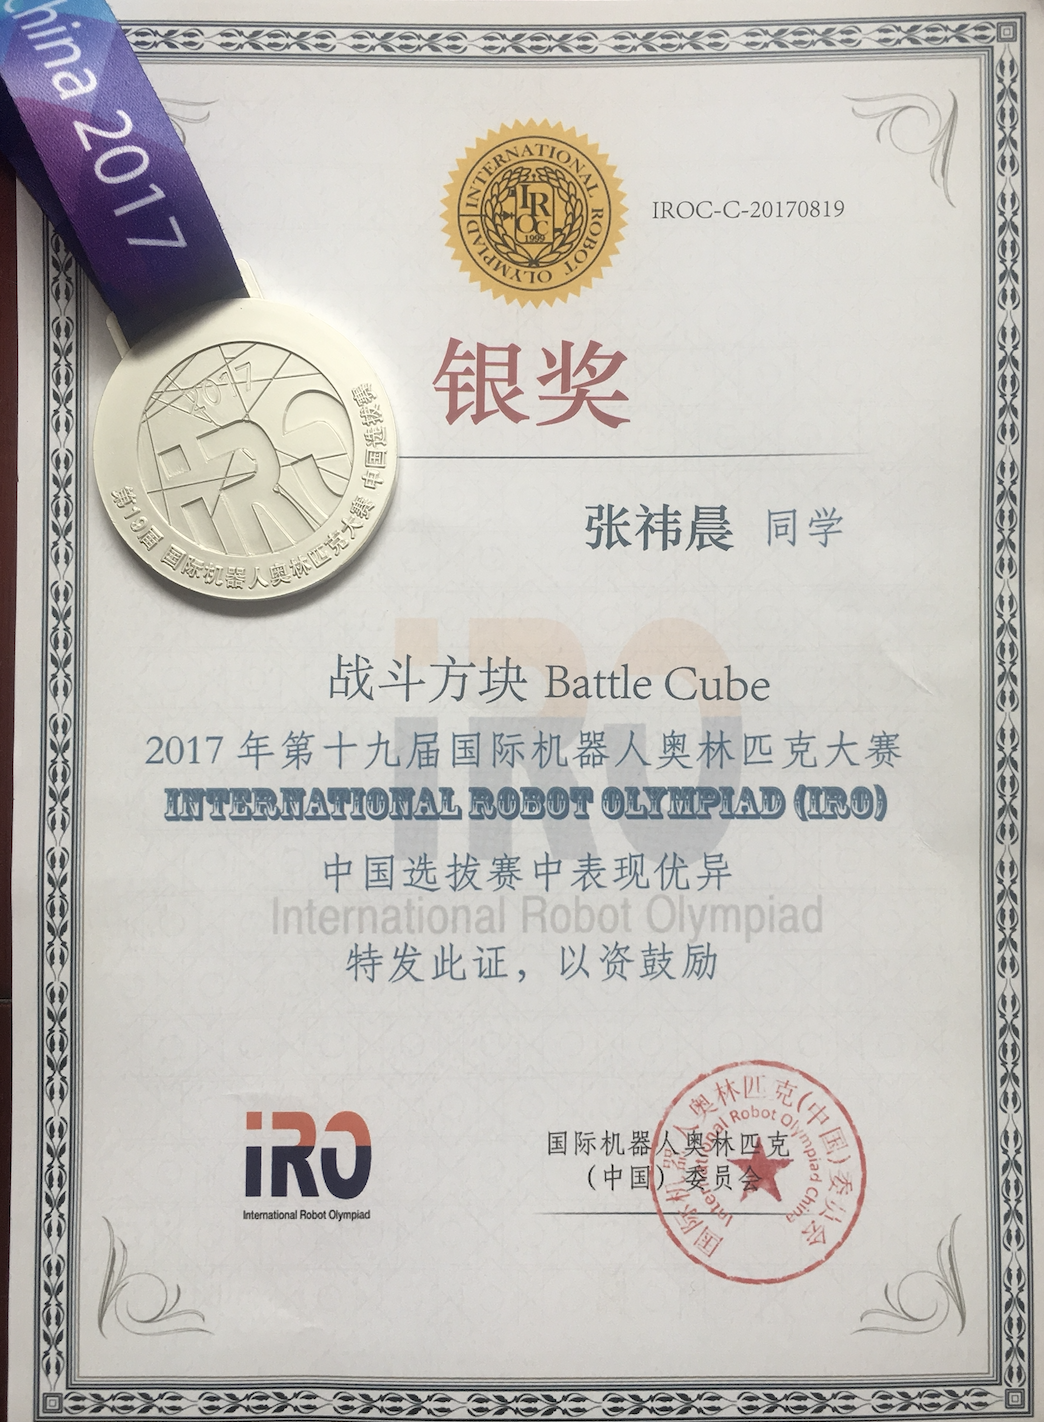 China 2017
INTERNATIONAL ROBOT OLYMPIAD
IROC
1999
IROC-C-20170819
银奖
2017
IRO
第19届 国际机器人奥林匹克大赛 中国选拔赛
张祎晨 同学
战斗方块 Battle Cube
2017 年第十九届国际机器人奥林匹克大赛
INTERNATIONAL ROBOT OLYMPIAD (IRO)
中国选拔赛中表现优异
iRO
International Robot Olympiad
特发此证，以资鼓励
iRO
International Robot Olympiad
国际机器人奥林匹克
（中国）委员会
国际机器人奥林匹克(中国)委员会
International Robot Olympiad China